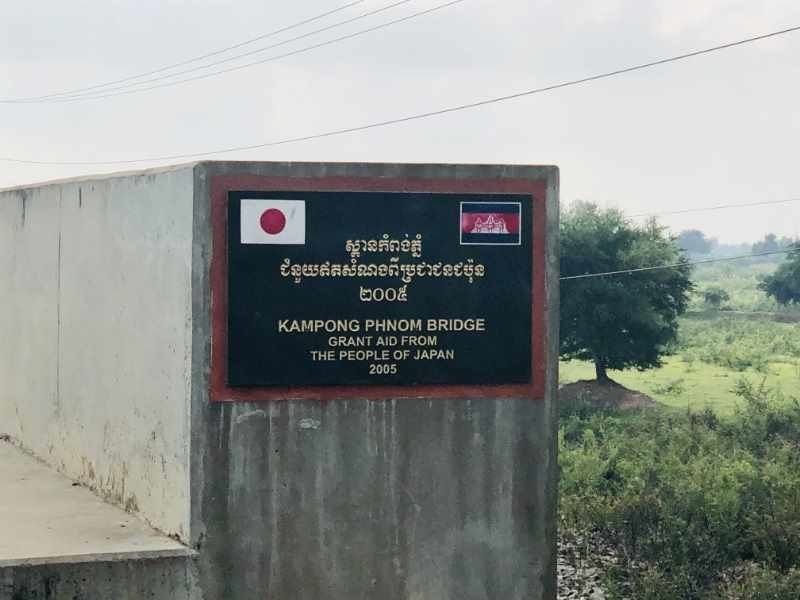 ស្ពានកំពង់ភ្នំ
ជំនួយឥតសំណងពីប្រជាជនជប៉ុន
២០០៥
KAMPONG PHNOM BRIDGE
GRANT AID FROM
THE PEOPLE OF JAPAN
2005